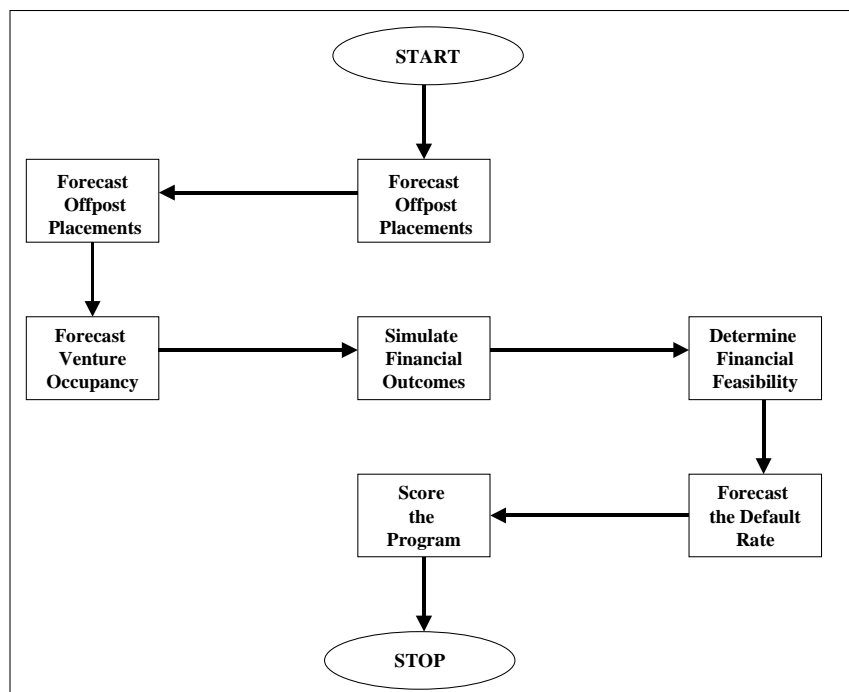 START
Forecast
Offpost
Placements
Forecast
Offpost
Placements
Forecast
Venture
Occupancy
Simulate
Financial
Outcomes
Determine
Financial
Feasibility
Score
the
Program
Forecast
the Default
Rate
STOP